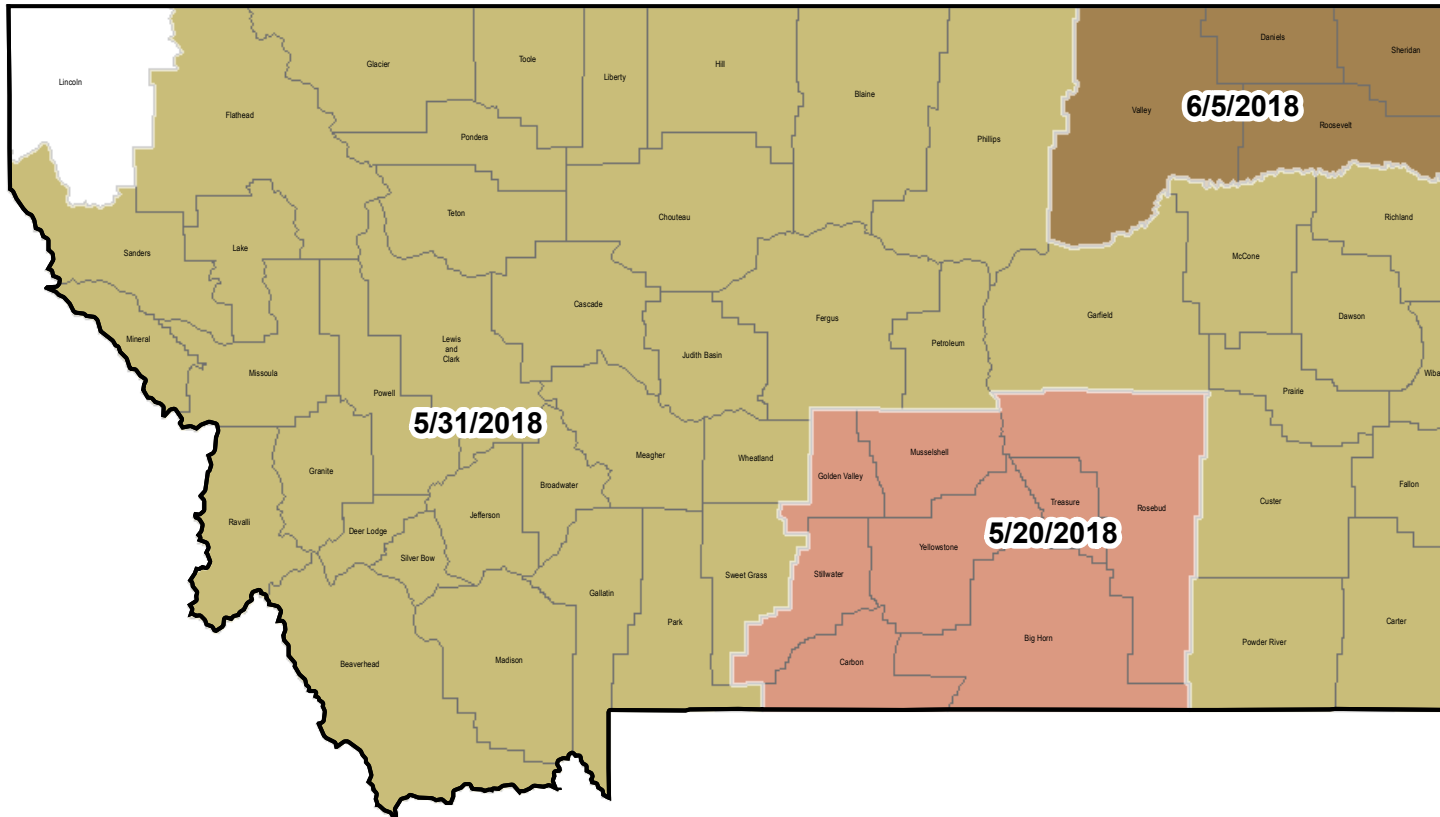 Daniels
Sheridan
Glacier
Toole
Liberty
Hill
Lincoln
Blaine
Flathead
Valley
6/5/2018
Roosevelt
Pondera
Phillips
Teton
Chouteau
Richland
Sanders
Lake
McCone
Cascade
Fergus
Garfield
Dawson
Mineral
Lewis
and
Clark
Judith Basin
Petroleum
Missoula
Powell
Prairie
Wiba
5/31/2018
Meagher
Wheatland
Musselshell
Golden Valley
Granite
Broadwater
Fallon
Custer
Treasure
Rosebud
Ravalli
Jefferson
Deer Lodge
5/20/2018
Yellowstone
Silver Bow
Stillwater
Sweet Grass
Gallatin
Park
Carter
Big Horn
Powder River
Beaverhead
Madison
Carbon